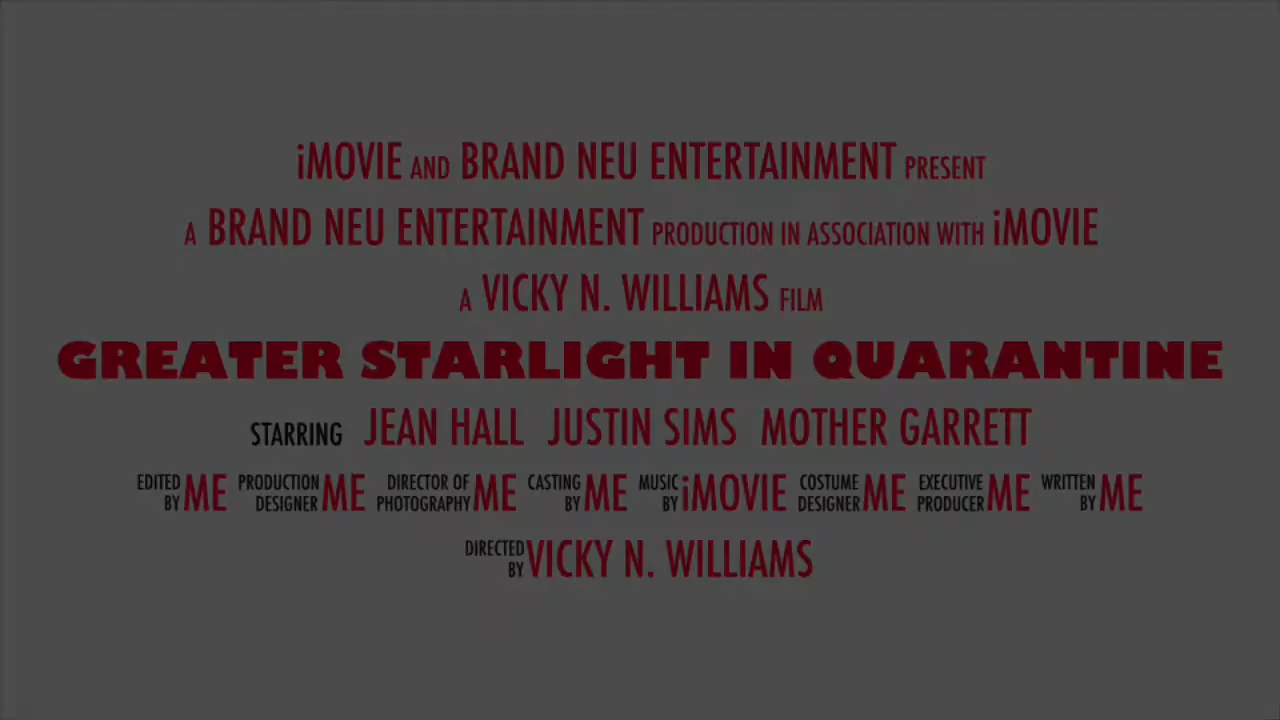 iMOVIE AND BRAND NEU ENTERTAINMENT PRESENT
A BRAND NEU ENTERTAINMENT PRODUCTION IN ASSOCIATION WITH iMOVIE
A VICKY N. WILLIAMS FILM
GREATER STARLIGHT IN QUARANTINE
STARRING JEAN HALL JUSTIN SIMS MOTHER GARRETT
EDITED BY ME PRODUCTION DESIGNER ME DIRECTOR OF PHOTOGRAPHY ME CASTING BY ME MUSIC BY iMOVIE COSTUME DESIGNER ME EXECUTIVE PRODUCER ME WRITTEN BY ME
DIRECTED BY VICKY N. WILLIAMS